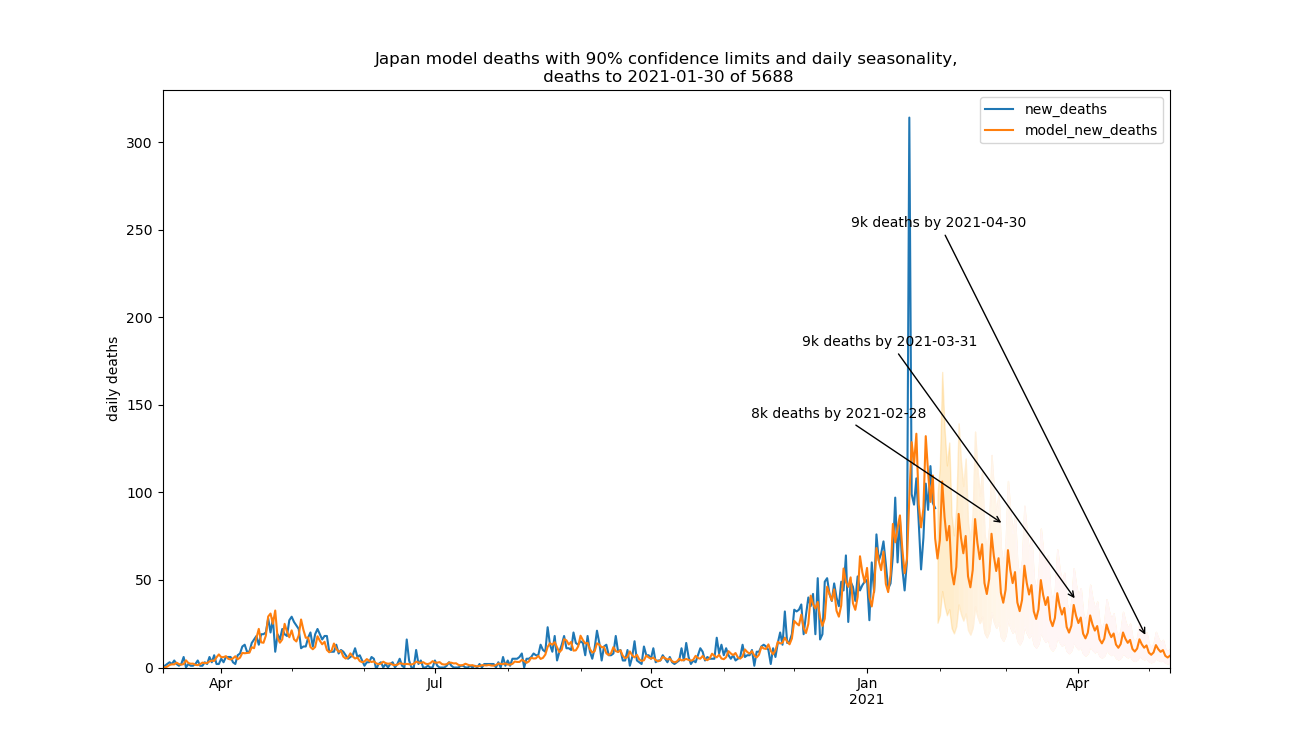 Japan model deaths with 90% confidence limits and daily seasonality,
deaths to 2021-01-30 of 5688
new_deaths
model_new_deaths
daily deaths
300
250
200
150
100
50
0
9k deaths by 2021-04-30
9k deaths by 2021-03-31
8k deaths by 2021-02-28
Apr
Jul
Oct
Jan
2021
Apr